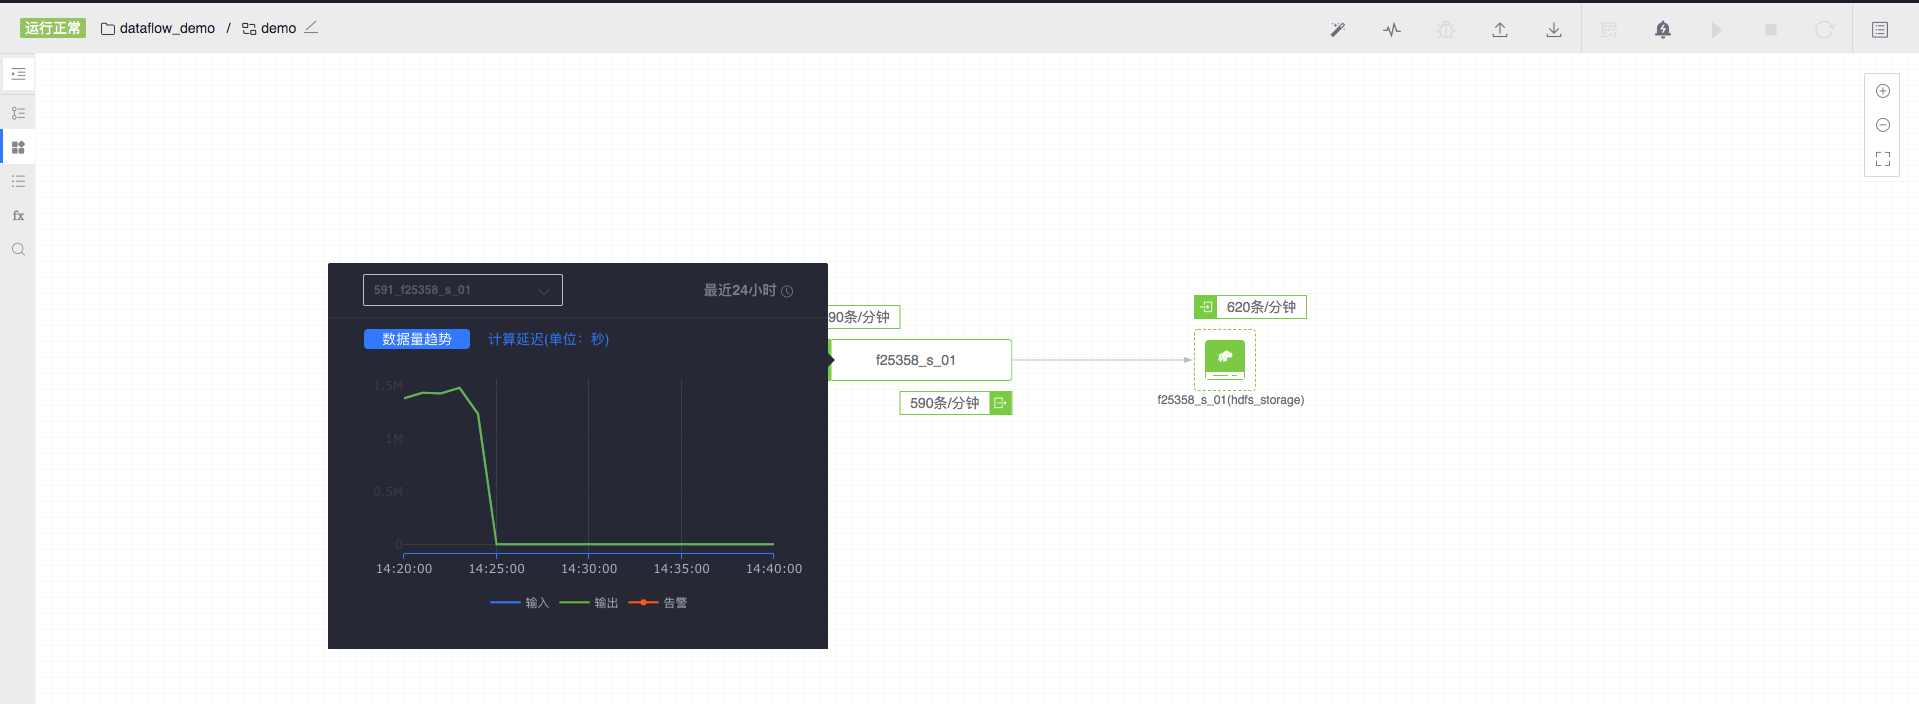 运行正常 dataflow_demo / demo
fx
591_f25358_s_01 最近24小时
数据量趋势 计算延迟(单位：秒)
1.5M
1M
0.5M
0
14:20:00 14:25:00 14:30:00 14:35:00 14:40:00
输入 输出 告警
90条/分钟
f25358_s_01
590条/分钟
620条/分钟
f25358_s_01(hdfs_storage)